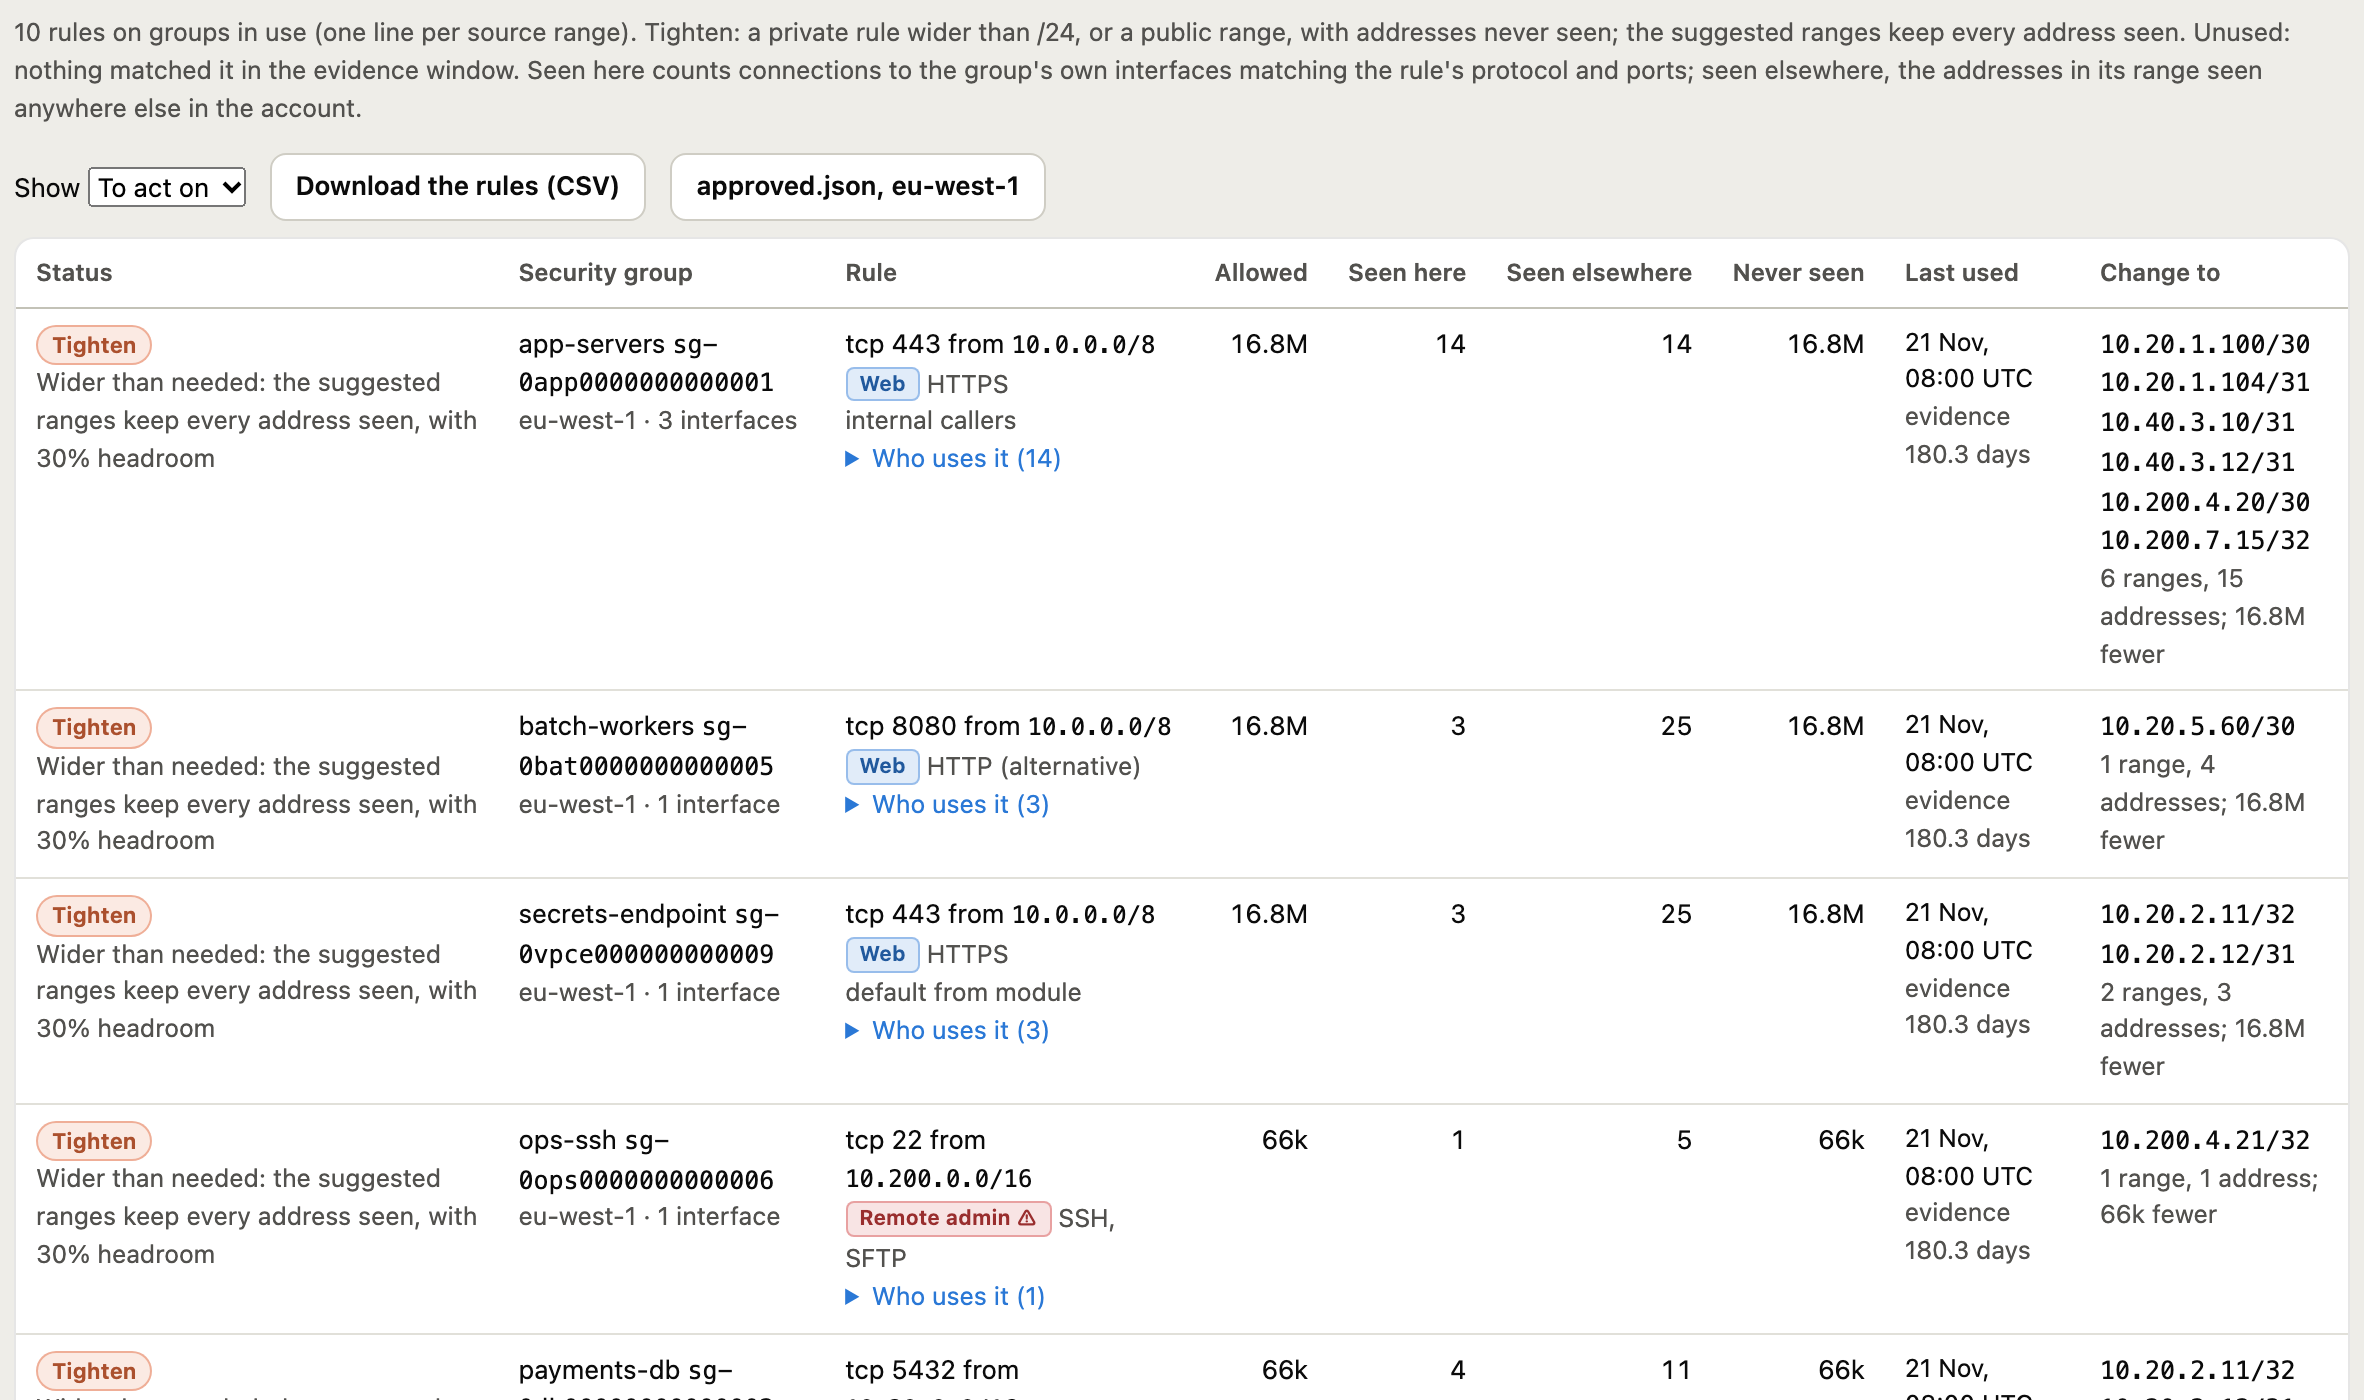 10 rules on groups in use (one line per source range). Tighten: a private rule wider than /24, or a public range, with addresses never seen; the suggested ranges keep every address seen. Unused:
nothing matched it in the evidence window. Seen here counts connections to the group's own interfaces matching the rule's protocol and ports; seen elsewhere, the addresses in its range seen
anywhere else in the account.
Show To act on Download the rules (CSV) approved.json, eu-west-1
Status Security group Rule Allowed Seen here Seen elsewhere Never seen Last used Change to
Tighten
Wider than needed: the suggested
ranges keep every address seen, with
30% headroom
app-servers sg-
0app0000000000001
eu-west-1 · 3 interfaces
tcp 443 from 10.0.0.0/8
Web HTTPS
internal callers
▶ Who uses it (14)
16.8M
14
14
16.8M
21 Nov,
08:00 UTC
evidence
180.3 days
10.20.1.100/30
10.20.1.104/31
10.40.3.10/31
10.40.3.12/31
10.200.4.20/30
10.200.7.15/32
6 ranges, 15
addresses; 16.8M
fewer
Tighten
Wider than needed: the suggested
ranges keep every address seen, with
30% headroom
batch-workers sg-
0bat0000000000005
eu-west-1 · 1 interface
tcp 8080 from 10.0.0.0/8
Web HTTP (alternative)
▶ Who uses it (3)
16.8M
3
25
16.8M
21 Nov,
08:00 UTC
evidence
180.3 days
10.20.5.60/30
1 range, 4
addresses; 16.8M
fewer
Tighten
Wider than needed: the suggested
ranges keep every address seen, with
30% headroom
secrets-endpoint sg-
0vpce000000000009
eu-west-1 · 1 interface
tcp 443 from 10.0.0.0/8
Web HTTPS
default from module
▶ Who uses it (3)
16.8M
3
25
16.8M
21 Nov,
08:00 UTC
evidence
180.3 days
10.20.2.11/32
10.20.2.12/31
2 ranges, 3
addresses; 16.8M
fewer
Tighten
Wider than needed: the suggested
ranges keep every address seen, with
30% headroom
ops-ssh sg-
0ops0000000000006
eu-west-1 · 1 interface
tcp 22 from
10.200.0.0/16
Remote admin ⚠ SSH,
SFTP
▶ Who uses it (1)
66k
1
5
66k
21 Nov,
08:00 UTC
evidence
180.3 days
10.200.4.21/32
1 range, 1 address;
66k fewer
Tighten
payments-db sg-
tcp 5432 from
66k
4
11
66k
21 Nov,
10.20.2.11/32